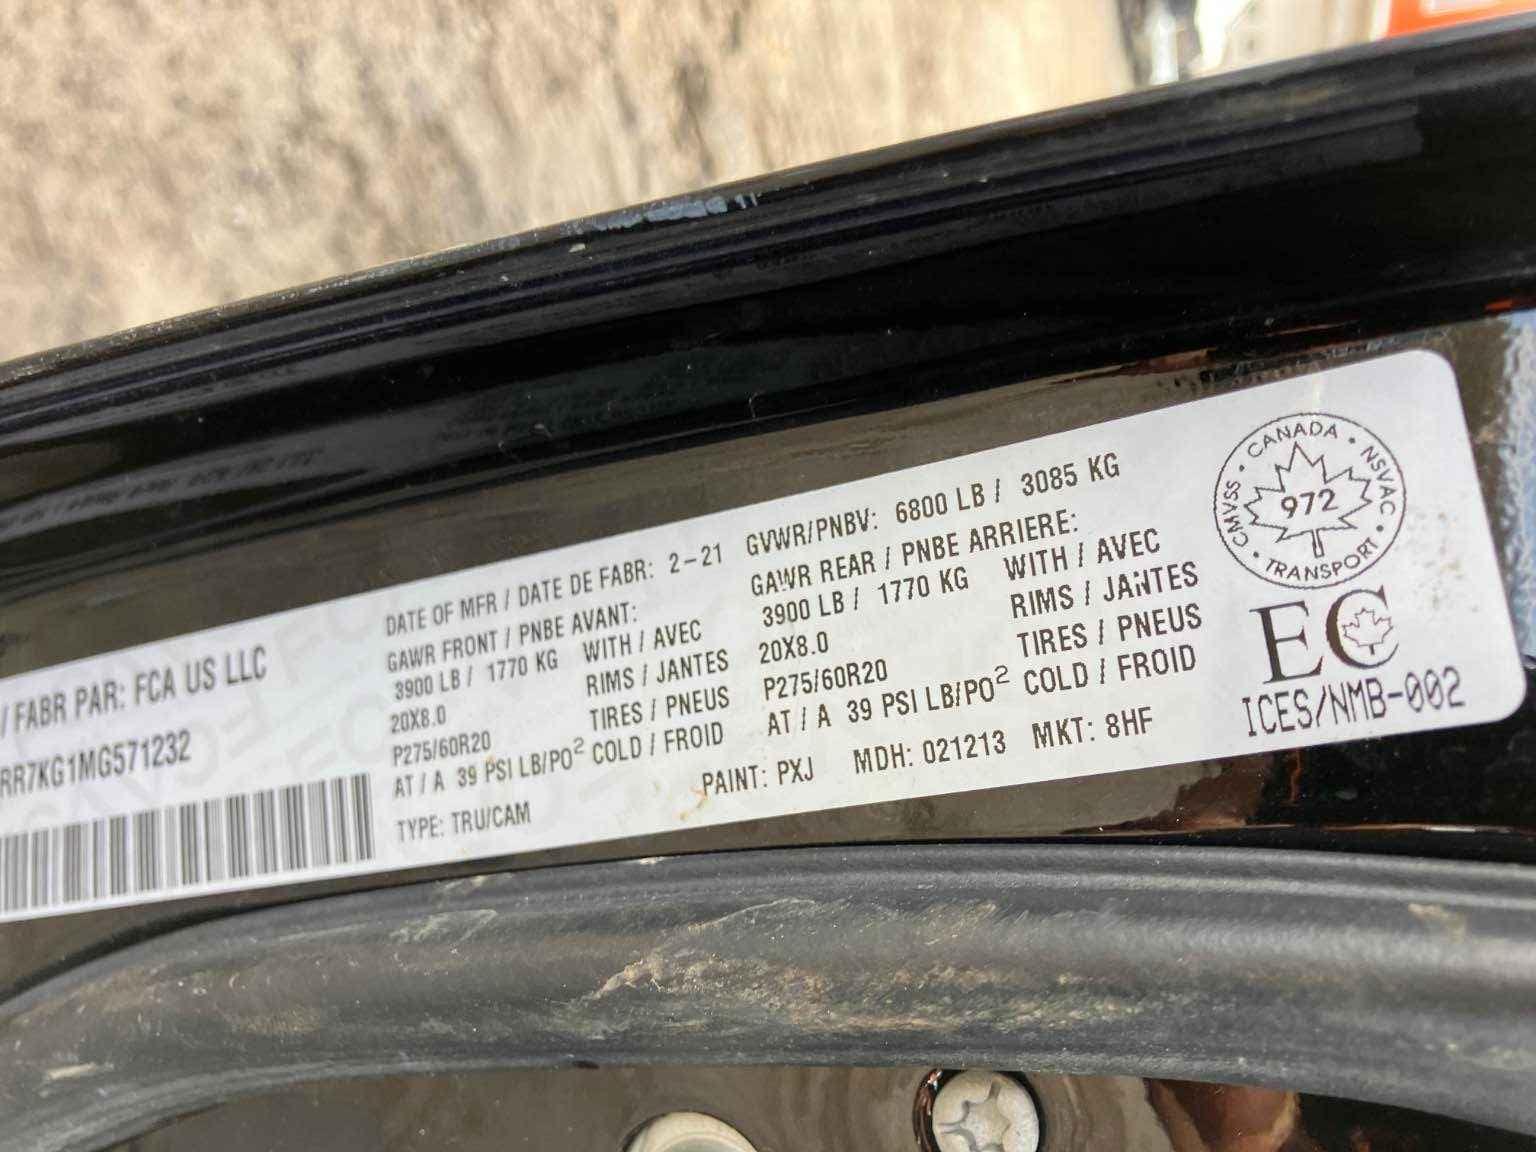 / FABR PAR: FCA US LLC
RR7KG1MG571232
DATE OF MFR / DATE DE FABR: 2-21
GAWR FRONT / PNBE AVANT:
3900 LB / 1770 KG WITH / AVEC
20X8.0 RIMS / JANTES
P275/60R20 TIRES / PNEUS
AT / A 39 PSI LB/PO² COLD / FROID
TYPE: TRU/CAM
GVWR/PNBV: 6800 LB / 3085 KG
GAWR REAR / PNBE ARRIERE:
3900 LB / 1770 KG WITH / AVEC
20X8.0 RIMS / JANTES
P275/60R20 TIRES / PNEUS
AT / A 39 PSI LB/PO² COLD / FROID
PAINT: PXJ MDH: 021213 MKT: 8HF
CMVSS · CANADA · NSVAC · TRANSPORT ·
972
EC
ICES/NMB-002